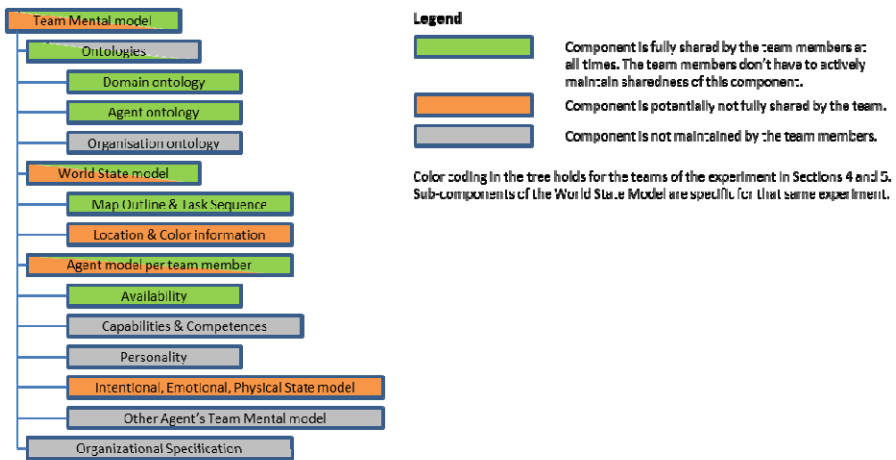 Team Mental model
Ontologies
Domain ontology
Agent ontology
Organisation ontology
World State model
Map Outline & Task Sequence
Location & Color information
Agent model per team member
Availability
Capabilities & Competences
Personality
Intentional, Emotional, Physical State model
Other Agent's Team Mental model
Organizational Specification
Legend
Component is fully shared by the team members at
all times. The team members don't have to actively
maintain sharedness of this component.
Component is potentially not fully shared by the team.
Component is not maintained by the team members.
Color coding in the tree holds for the teams of the experiment in Sections 4 and 5.
Sub-components of the World State Model are specific for that same experiment.